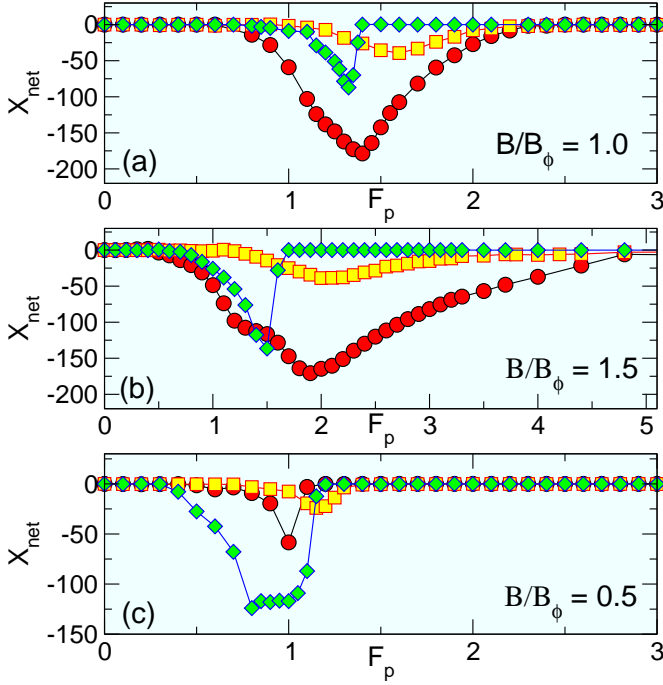 0
-50
-100
-150
-200
X_net
(a)
B/B_ϕ = 1.0
0 1 2 3
F_p
0
-50
-100
-150
-200
X_net
(b)
B/B_ϕ = 1.5
0 1 2 3 4 5
F_p
0
-50
-100
-150
X_net
(c)
B/B_ϕ = 0.5
0 1 2 3
F_p